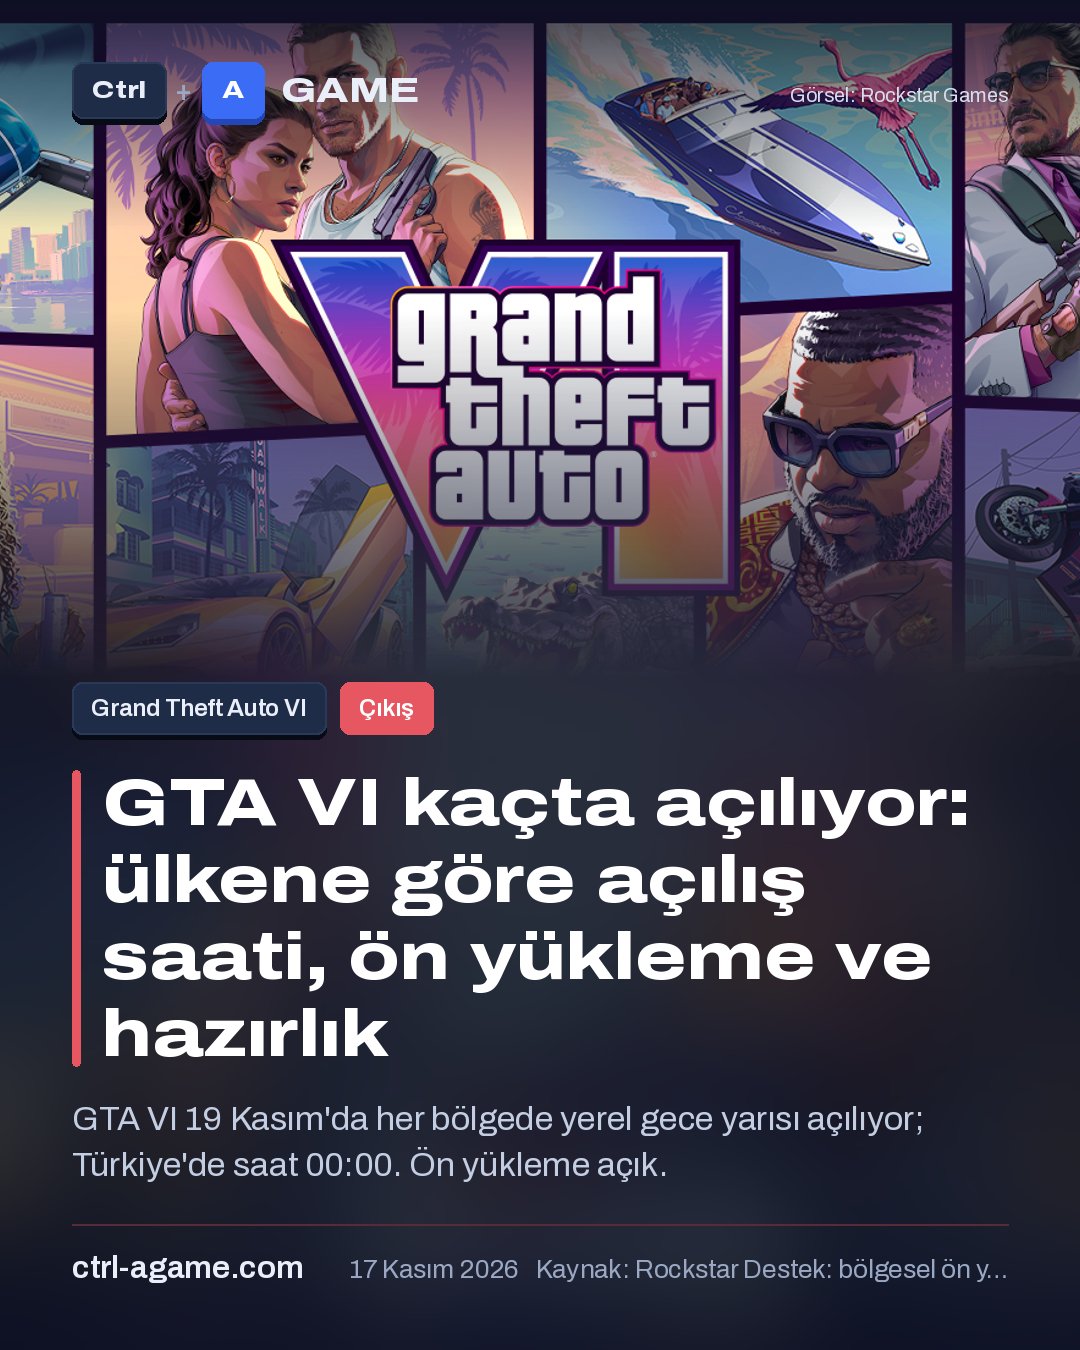 Ctrl + A GAME
Görsel: Rockstar Games
VI
grand
theft
auto
Grand Theft Auto VI
Çıkış
GTA VI kaçta açılıyor:
ülkene göre açılış
saati, ön yükleme ve
hazırlık
GTA VI 19 Kasım'da her bölgede yerel gece yarısı açılıyor;
Türkiye'de saat 00:00. Ön yükleme açık.
ctrl-agame.com
17 Kasım 2026 Kaynak: Rockstar Destek: bölgesel ön y...